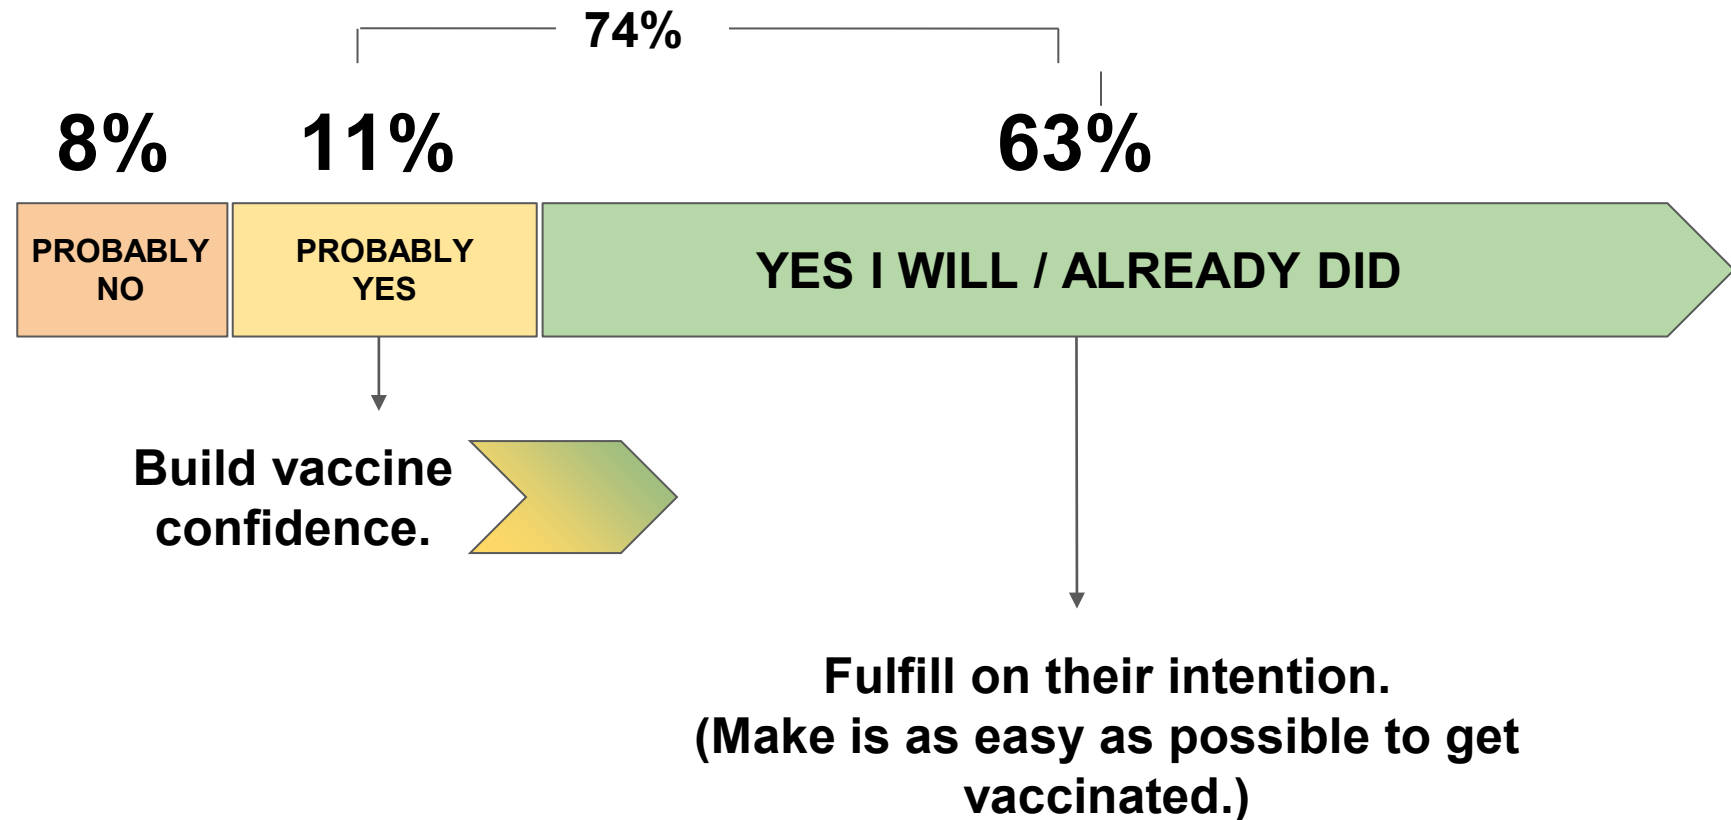 74%
8%
11%
63%
PROBABLY
NO
PROBABLY
YES
YES I WILL / ALREADY DID
Build vaccine
confidence.
Fulfill on their intention.
(Make is as easy as possible to get
vaccinated.)